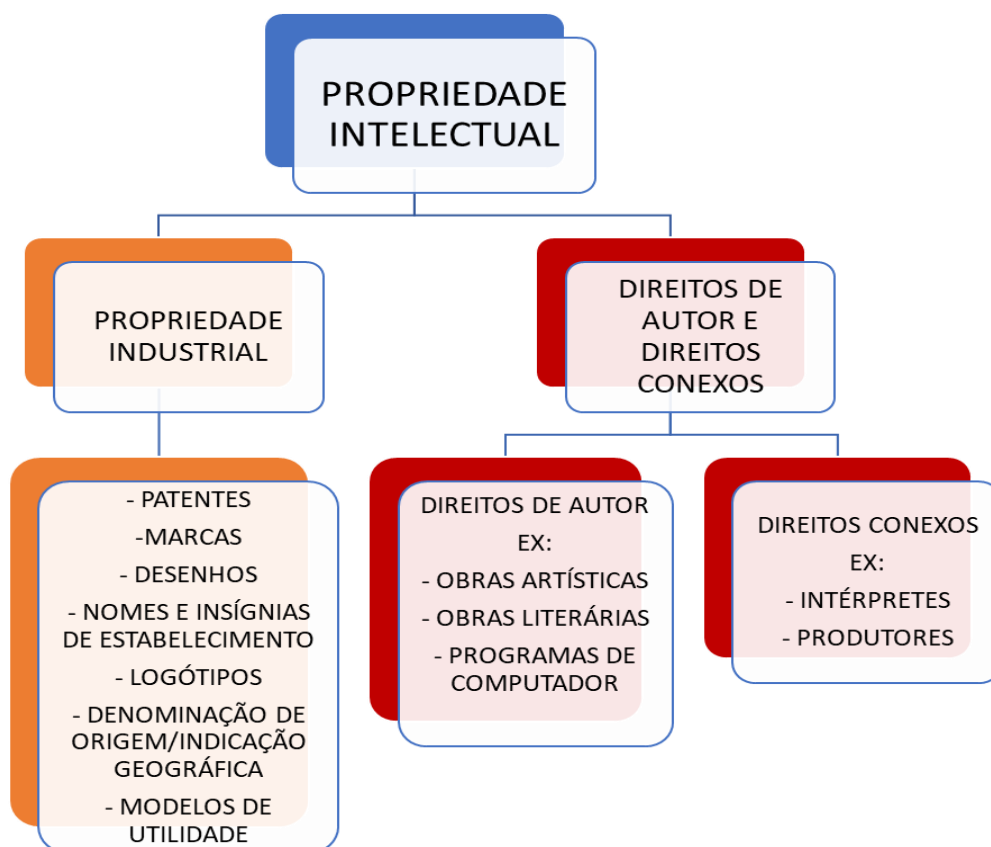 PROPRIEDADE
INTELECTUAL
PROPRIEDADE
INDUSTRIAL
DIREITOS DE
AUTOR E
DIREITOS
CONEXOS
- PATENTES
-MARCAS
- DESENHOS
- NOMES E INSÍGNIAS
DE ESTABELECIMENTO
- LOGÓTIPOS
- DENOMINAÇÃO DE
ORIGEM/INDICAÇÃO
GEOGRÁFICA
- MODELOS DE
UTILIDADE
DIREITOS DE AUTOR
EX:
- OBRAS ARTÍSTICAS
- OBRAS LITERÁRIAS
- PROGRAMAS DE
COMPUTADOR
DIREITOS CONEXOS
EX:
- INTÉRPRETES
- PRODUTORES